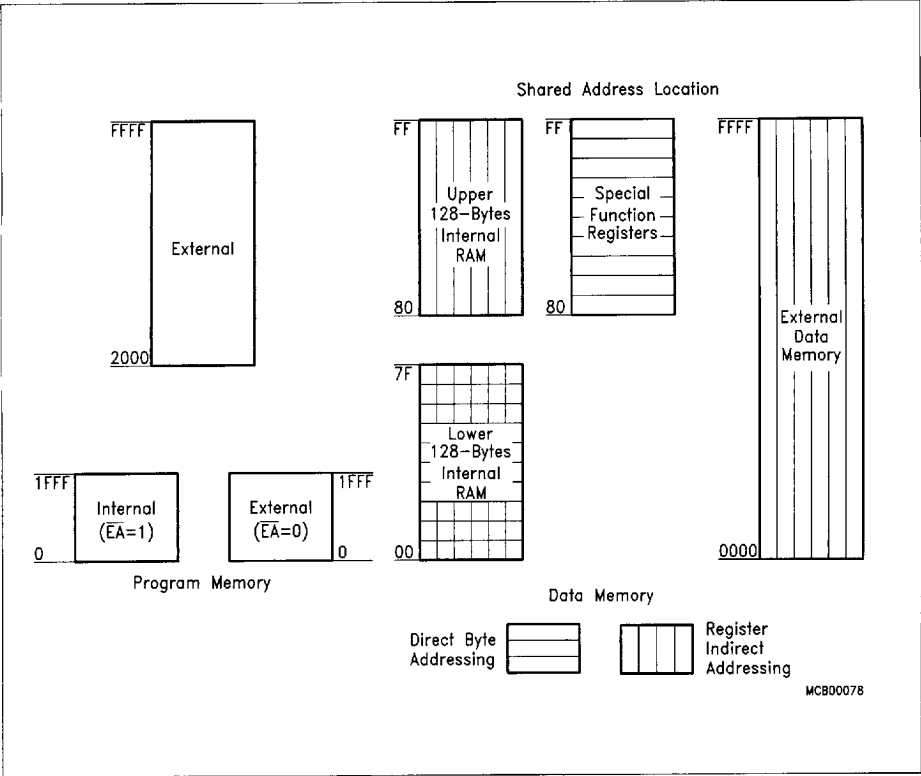 Shared Address Location
FFFF
External
2000
1FFF
Internal
(E̅A̅=1)
0
External
(E̅A̅=0)
1FFF
0
Program Memory
FF
Upper
128-Bytes
Internal
RAM
80
FF
Special
Function
Registers
80
7F
Lower
128-Bytes
Internal
RAM
00
FFFF
External
Data
Memory
0000
Data Memory
Direct Byte
Addressing
Register
Indirect
Addressing
MCB00078